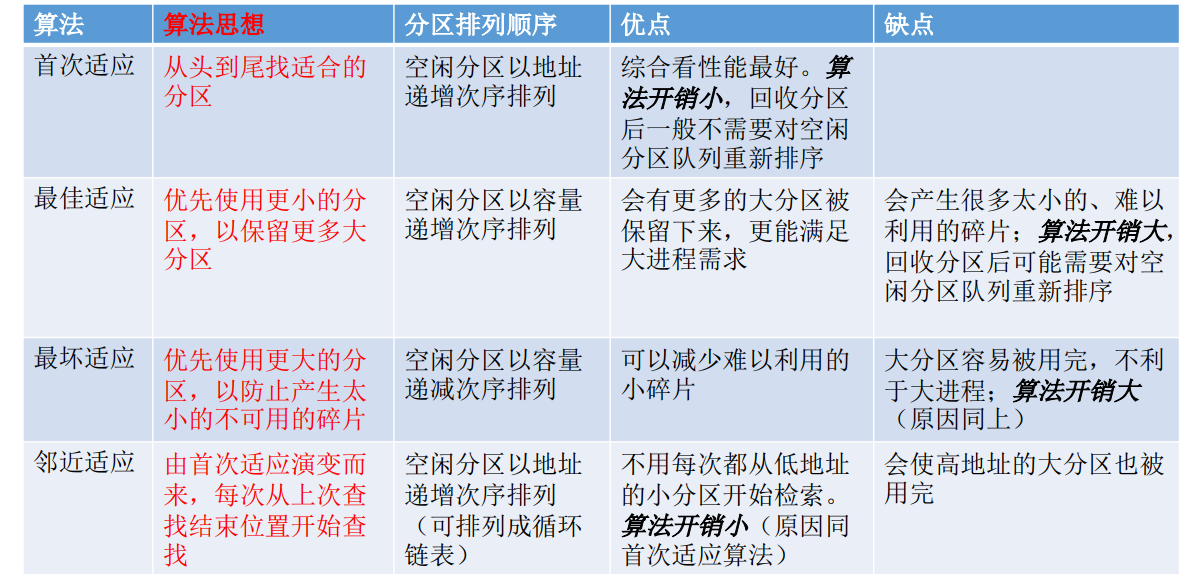 算法
算法思想
分区排列顺序
优点
缺点
首次适应
从头到尾找适合的
分区
空闲分区以地址
递增次序排列
综合看性能最好。算
法开销小，回收分区
后一般不需要对空闲
分区队列重新排序
最佳适应
优先使用更小的分
区，以保留更多大
分区
空闲分区以容量
递增次序排列
会有更多的大分区被
保留下来，更能满足
大进程需求
会产生很多太小的、难以
利用的碎片；算法开销大，
回收分区后可能需要对空
闲分区队列重新排序
最坏适应
优先使用更大的分
区，以防止产生太
小的不可用的碎片
空闲分区以容量
递减次序排列
可以减少难以利用的
小碎片
大分区容易被用完，不利
于大进程；算法开销大
（原因同上）
邻近适应
由首次适应演变而
来，每次从上次查
找结束位置开始查
找
空闲分区以地址
递增次序排列
（可排列成循环
链表）
不用每次都从低地址
的小分区开始检索。
算法开销小（原因同
首次适应算法）
会使高地址的大分区也被
用完